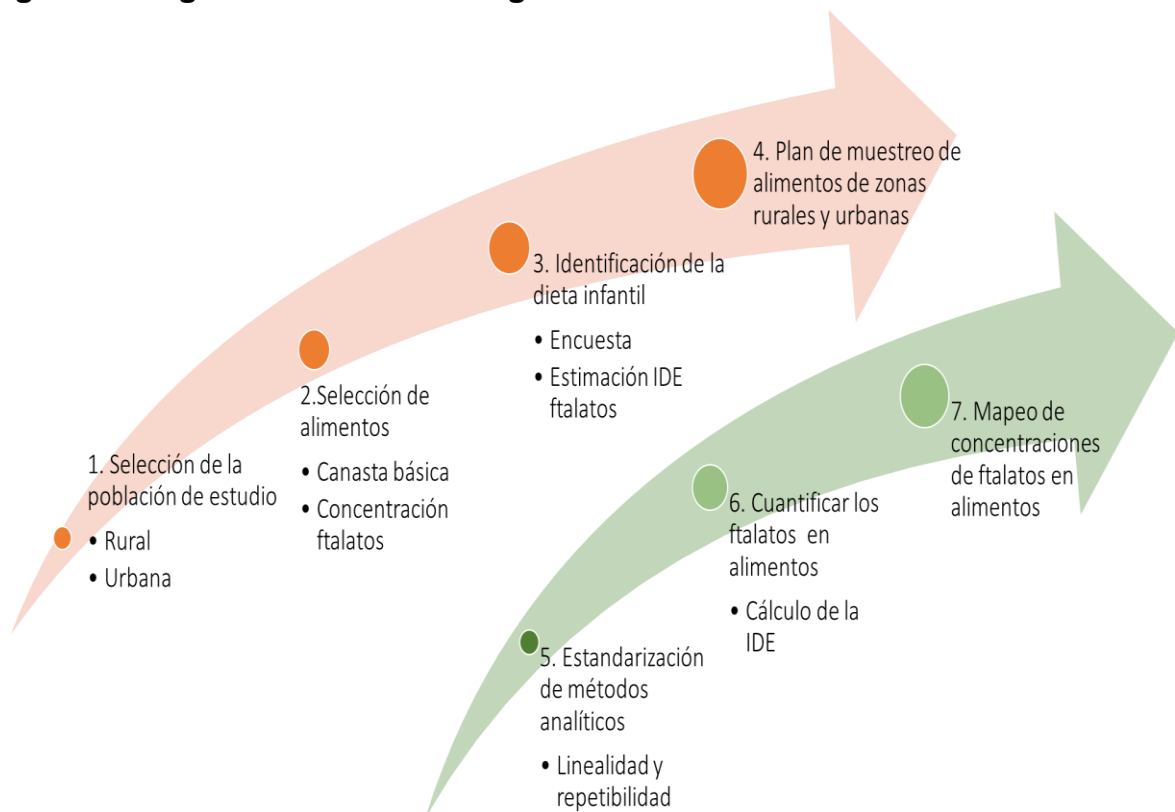 1. Selección de la
población de estudio
• Rural
• Urbana
2.Selección de
alimentos
• Canasta básica
• Concentración
ftalatos
3. Identificación de la
dieta infantil
• Encuesta
• Estimación IDE
ftalatos
4. Plan de muestreo de
alimentos de zonas
rurales y urbanas
5. Estandarización
de métodos
analíticos
• Linealidad y
repetibilidad
6. Cuantificar los
ftalatos en
alimentos
• Cálculo de la
IDE
7. Mapeo de
concentraciones
de ftalatos en
alimentos